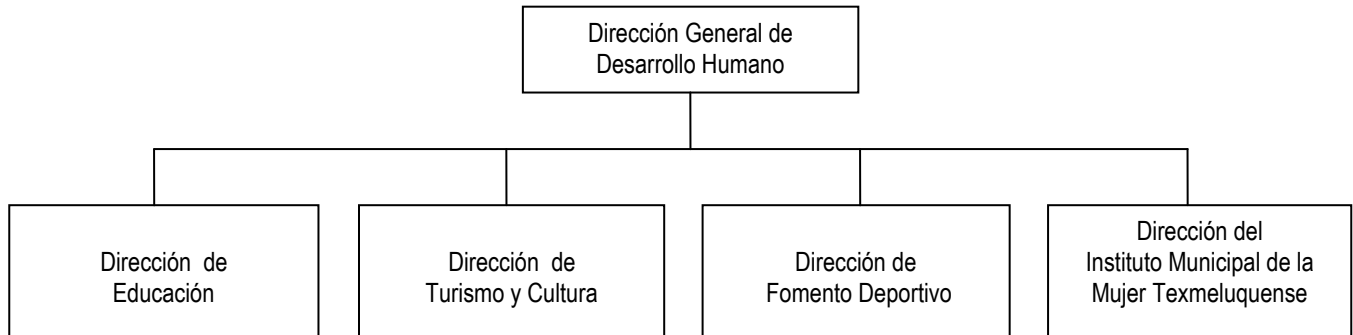 Dirección General de
Desarrollo Humano
Dirección de
Educación
Dirección de
Turismo y Cultura
Dirección de
Fomento Deportivo
Dirección del
Instituto Municipal de la
Mujer Texmeluquense